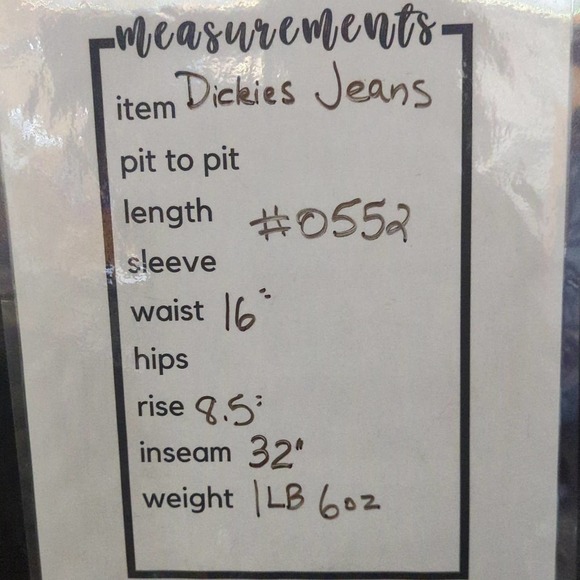 measurements
item Dickies Jeans
pit to pit
length #0552
sleeve
waist 16"
hips
rise 8.5"
inseam 32"
weight 1LB 6oz